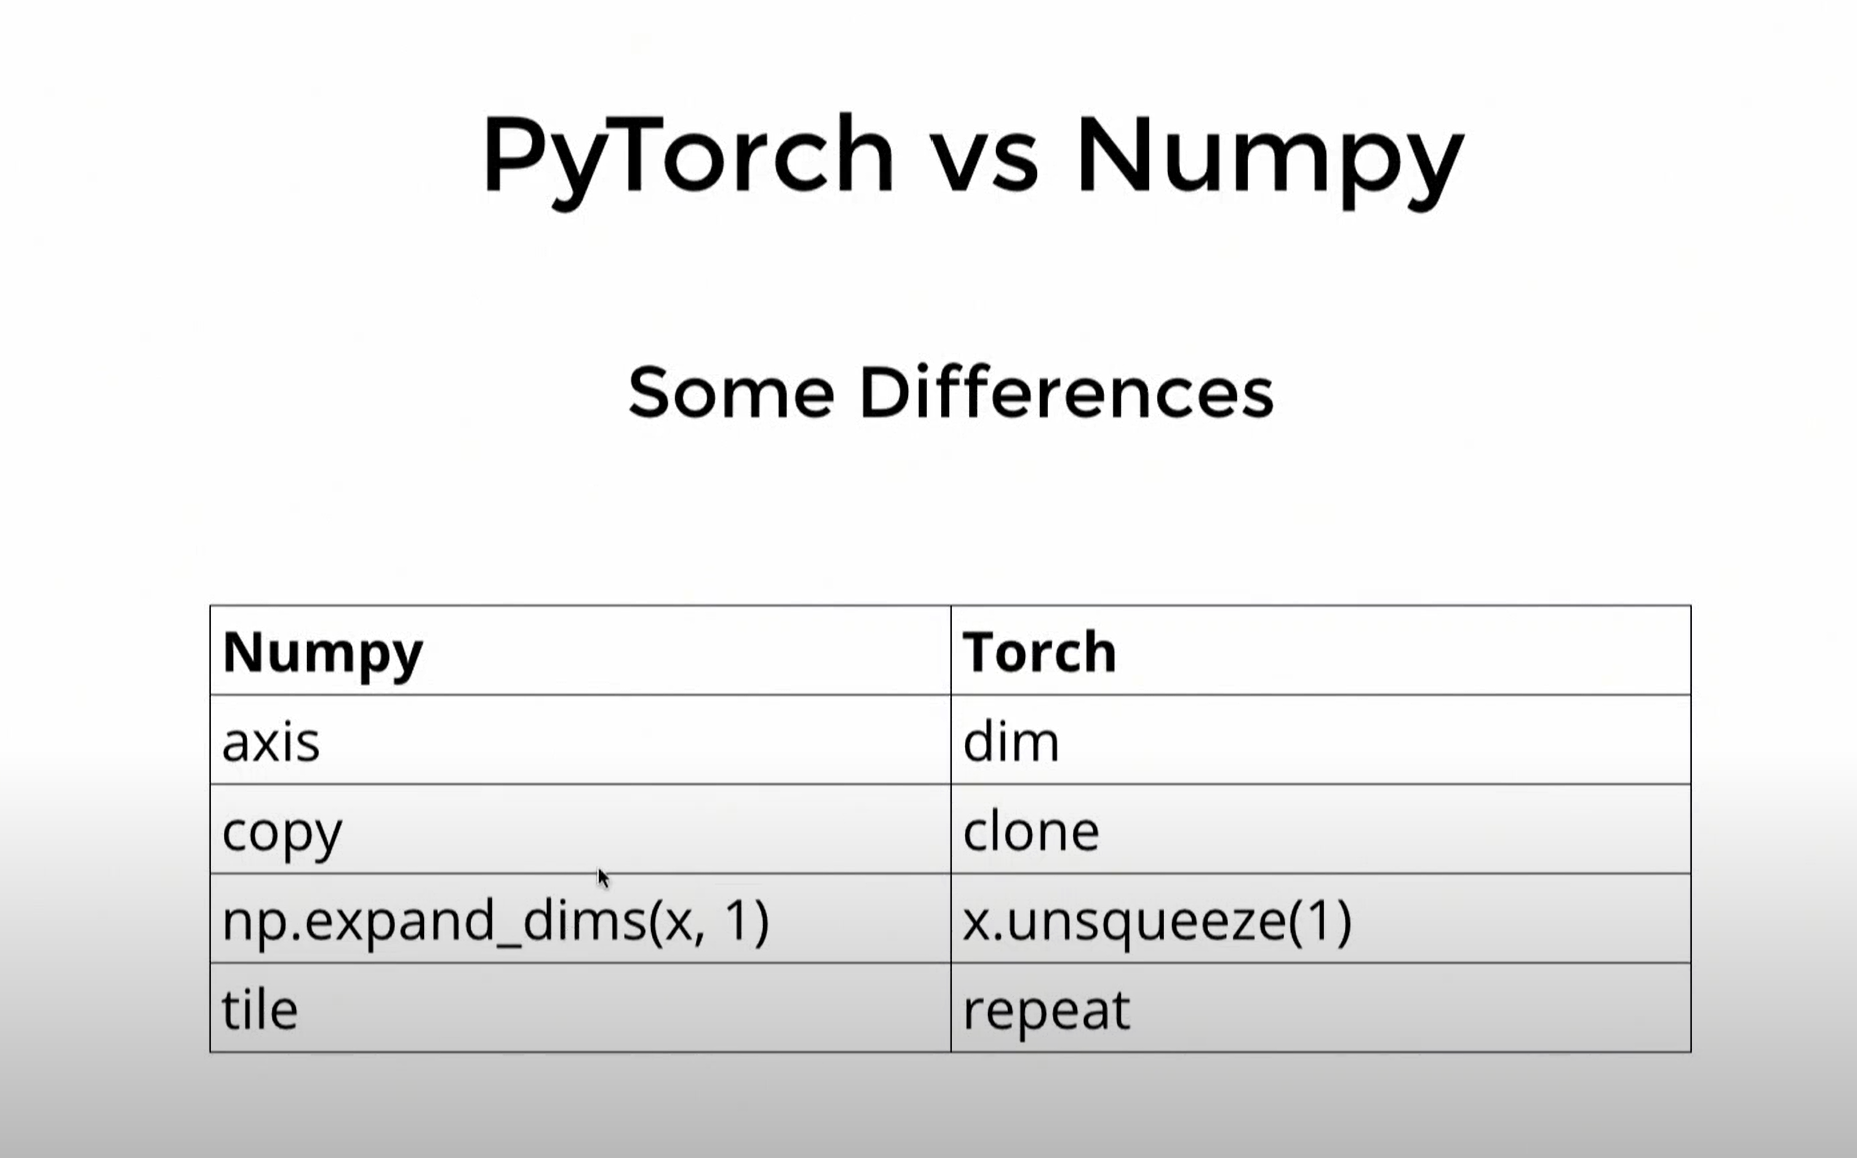 PyTorch vs Numpy
Some Differences
Numpy Torch
axis dim
copy clone
np.expand_dims(x, 1) x.unsqueeze(1)
tile repeat